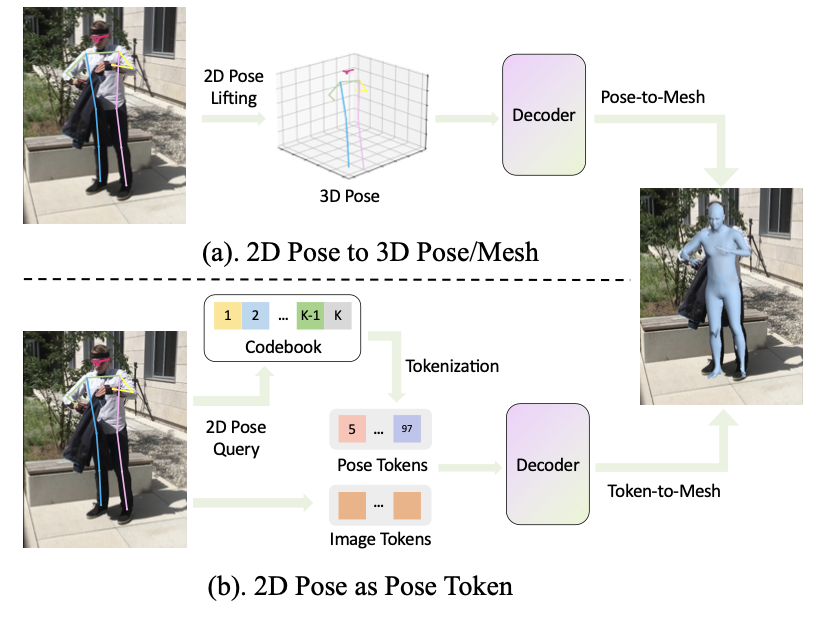 2D Pose
Lifting
3D Pose
Decoder
Pose-to-Mesh
(a). 2D Pose to 3D Pose/Mesh
1 2 ... K-1 K
Codebook
Tokenization
2D Pose
Query
5 ... 97
Pose Tokens
...
Image Tokens
Decoder
Token-to-Mesh
(b). 2D Pose as Pose Token